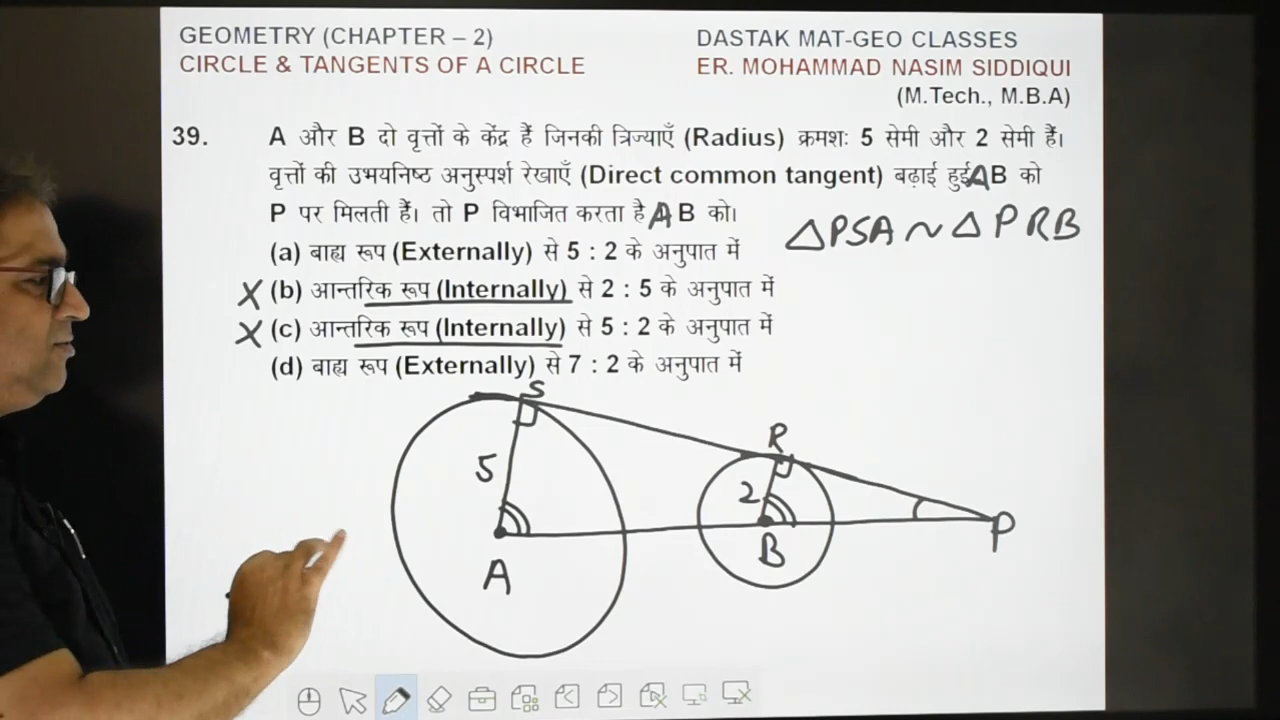 GEOMETRY (CHAPTER – 2)
CIRCLE & TANGENTS OF A CIRCLE
DASTAK MAT-GEO CLASSES
ER. MOHAMMAD NASIM SIDDIQUI
(M.Tech., M.B.A)
39. A और B दो वृत्तों के केंद्र हैं जिनकी त्रिज्याएँ (Radius) क्रमशः 5 सेमी और 2 सेमी हैं।
वृत्तों की उभयनिष्ठ अनुस्पर्श रेखाएँ (Direct common tangent) बढ़ाई हुई AB को
P पर मिलती हैं। तो P विभाजित करता है AB को।
△PSA ~ △PRB
(a) बाह्य रूप (Externally) से 5 : 2 के अनुपात में
X (b) आन्तरिक रूप (Internally) से 2 : 5 के अनुपात में
X (c) आन्तरिक रूप (Internally) से 5 : 2 के अनुपात में
(d) बाह्य रूप (Externally) से 7 : 2 के अनुपात में
S
R
5
2
P
B
A